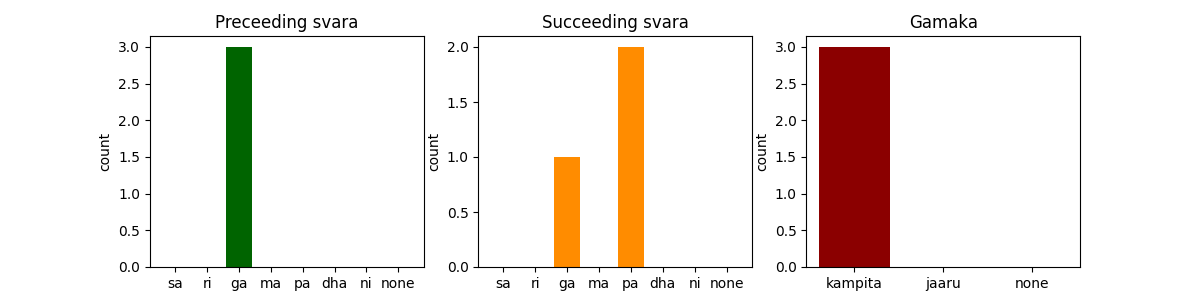 Preceeding svara
count
3.0
2.5
2.0
1.5
1.0
0.5
0.0
sa ri ga ma pa dha ni none
Succeeding svara
count
2.0
1.5
1.0
0.5
0.0
sa ri ga ma pa dha ni none
Gamaka
count
3.0
2.5
2.0
1.5
1.0
0.5
0.0
kampita jaaru none